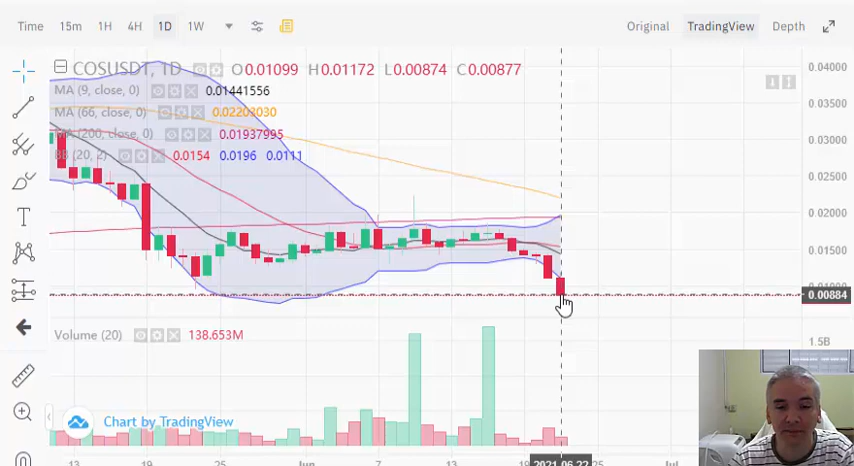 Time 15m 1H 4H 1D 1W Original TradingView Depth
COSUSDT, 1D O0.01099 H0.01172 L0.00874 C0.00877
MA (9, close, 0) 0.01441556
MA (66, close, 0) 0.02203030
MA (200, close, 0) 0.01937995
BB (20, 2) 0.0154 0.0196 0.0111
0.04000
0.03500
0.03000
0.02500
0.02000
0.01500
0.00884
Volume (20) 138.653M
1.5B
Chart by TradingView
13 19 25 Jun 7 13 19 2021.06.22 25 Jul